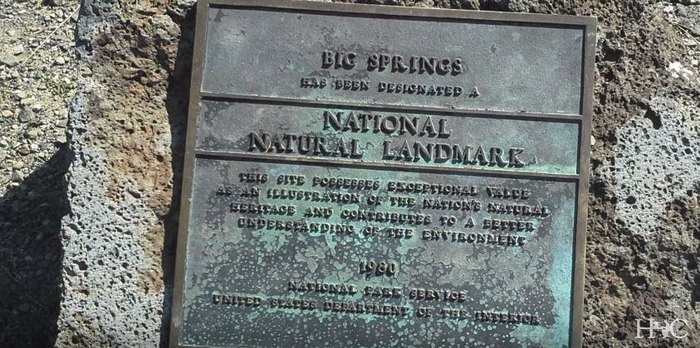 BIG SPRINGS
HAS BEEN DESIGNATED A
NATIONAL
NATURAL LANDMARK
THIS SITE POSSESSES EXCEPTIONAL VALUE
AS AN ILLUSTRATION OF THE NATION'S NATURAL
HERITAGE AND CONTRIBUTES TO A BETTER
UNDERSTANDING OF THE ENVIRONMENT
1980
NATIONAL PARK SERVICE
UNITED STATES DEPARTMENT OF THE INTERIOR